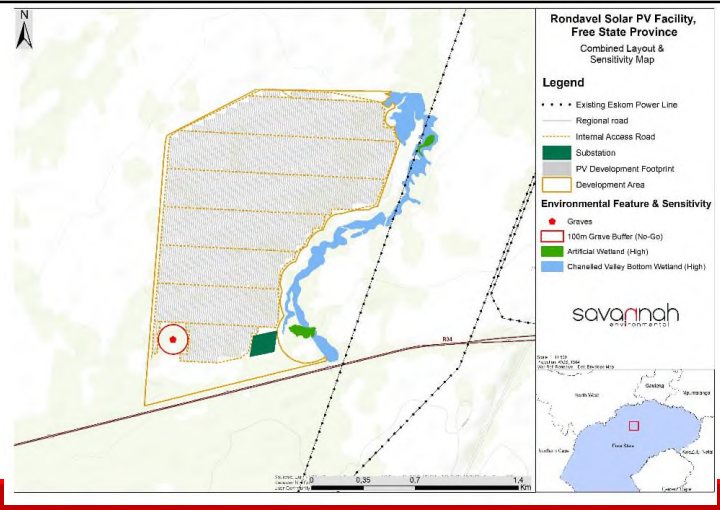 N
Rondavel Solar PV Facility,
Free State Province
Combined Layout &
Sensitivity Map
Legend
Existing Eskom Power Line
Regional road
Internal Access Road
Substation
PV Development Footprint
Development Area
Environmental Feature & Sensitivity
Graves
100m Grave Buffer (No-Go)
Artificial Wetland (High)
Chanelled Valley Bottom Wetland (High)
savannah
environmental
R34
North West
Gauteng
Mpumalanga
Northern Cape
Free State
0 0,35 0,7 1,4
Km